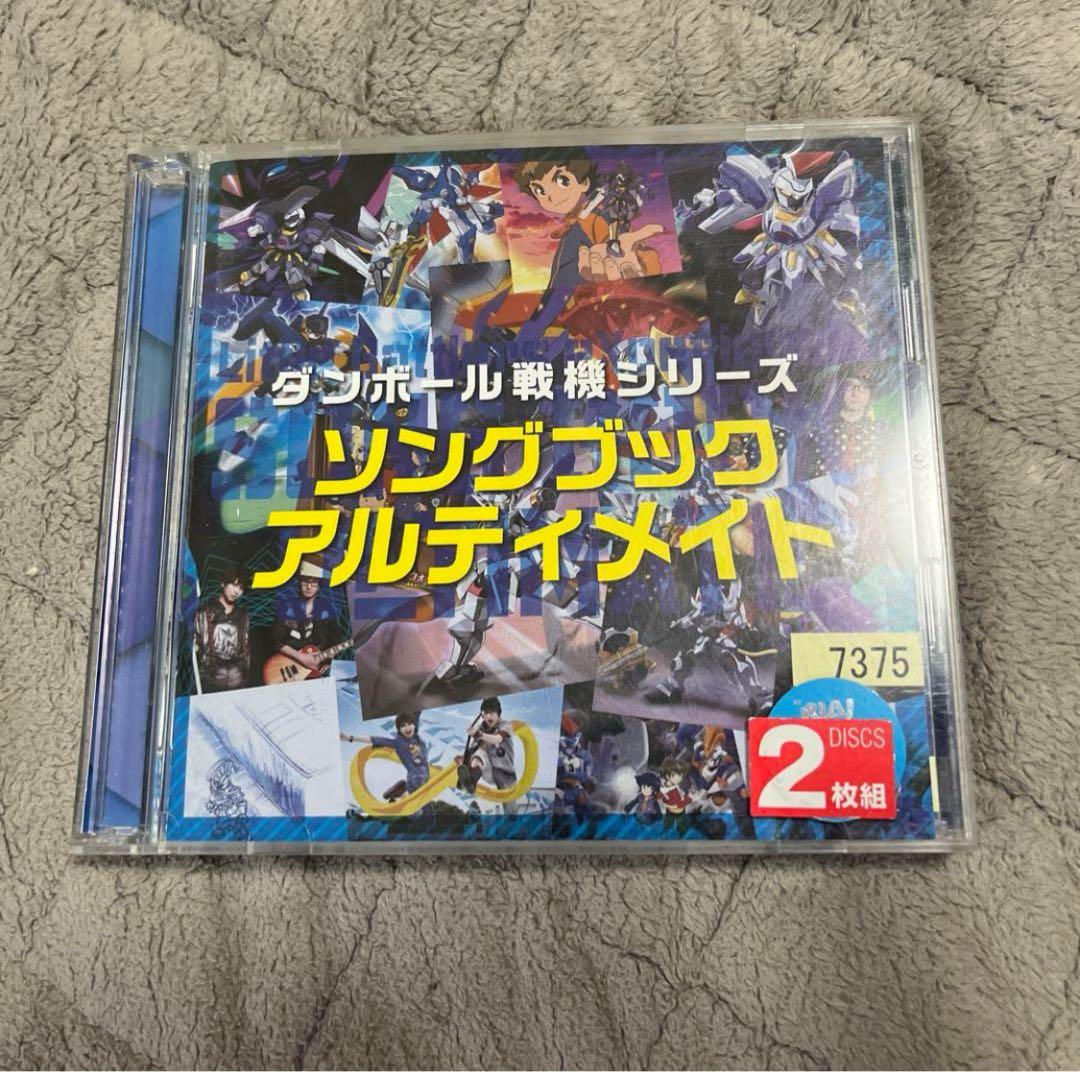 ダンボール戦機シリーズ
ソングブック
アルティメイト
7375
2 DISCS
枚組